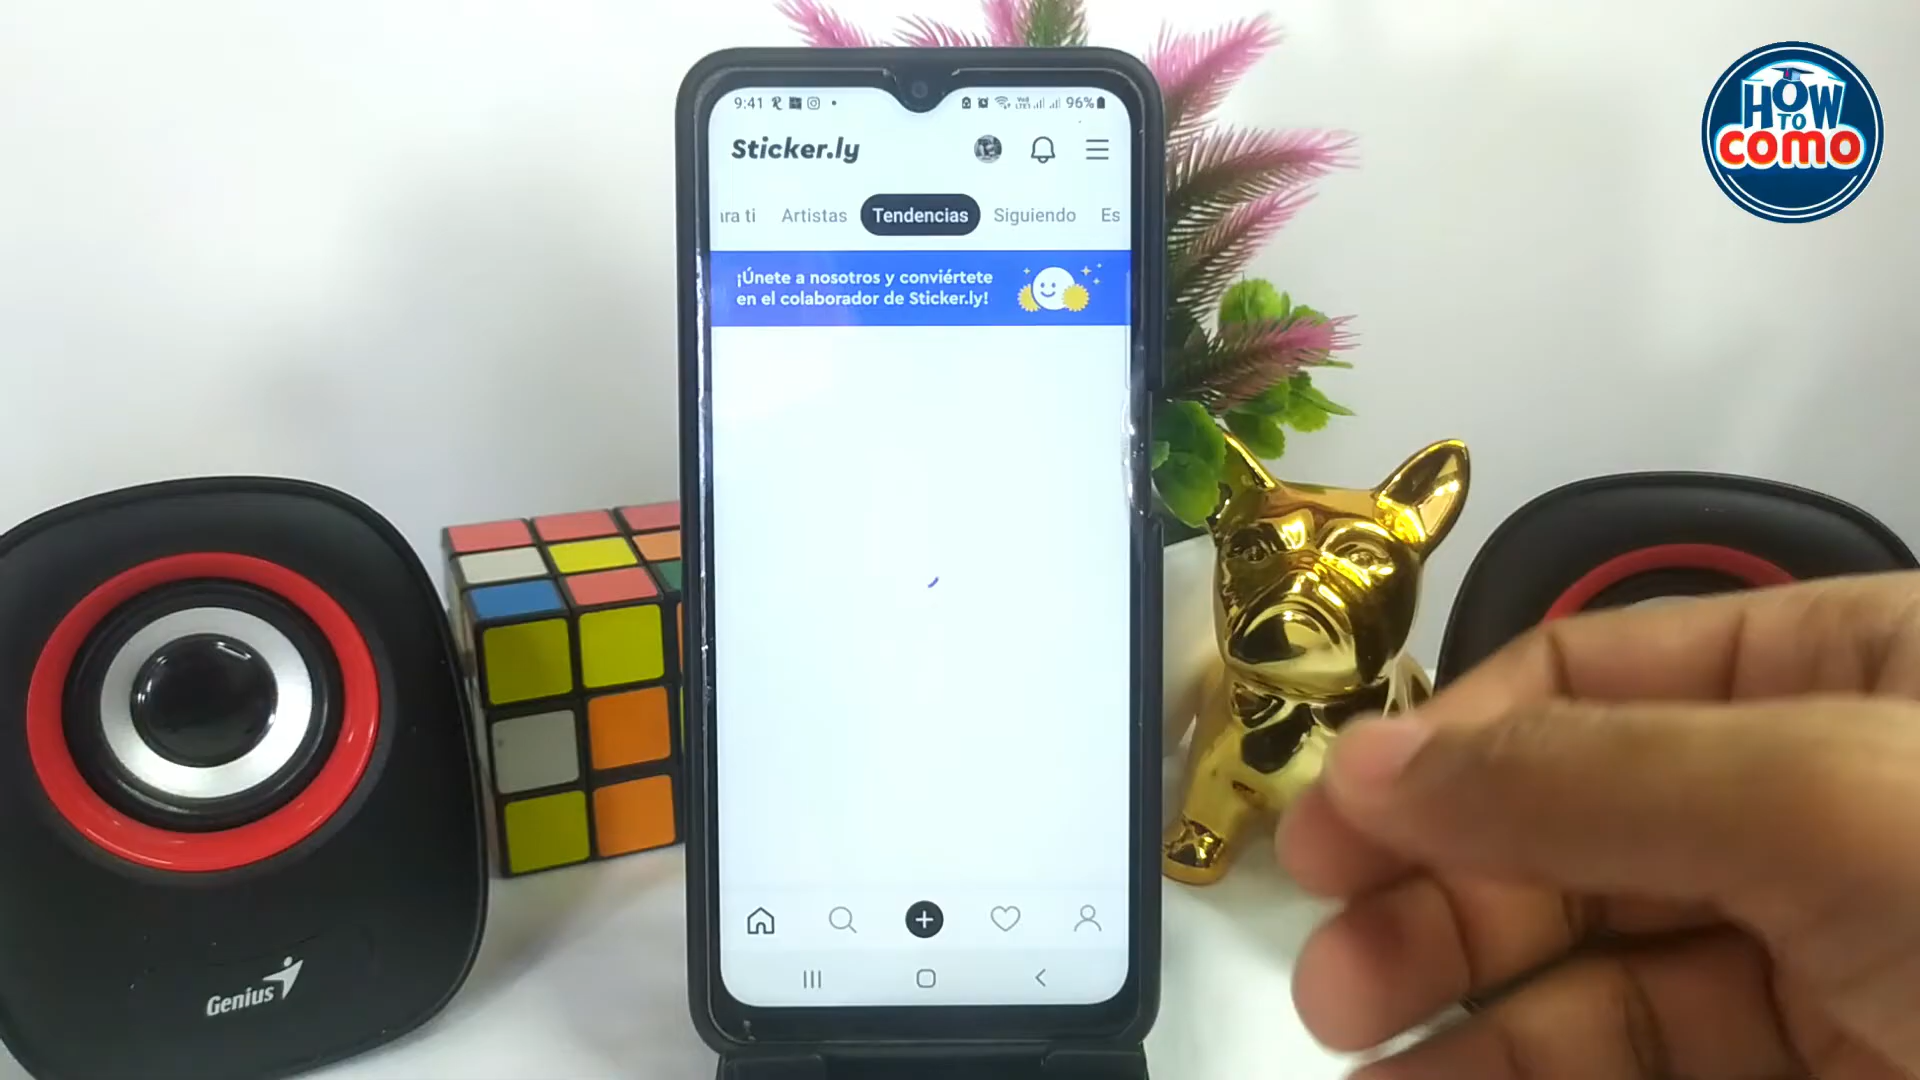 HOW
TO
como
9:41
96%
Sticker.ly
ara ti
Artistas
Tendencias
Siguiendo
Es
¡Únete a nosotros y conviértete
en el colaborador de Sticker.ly!
Genius